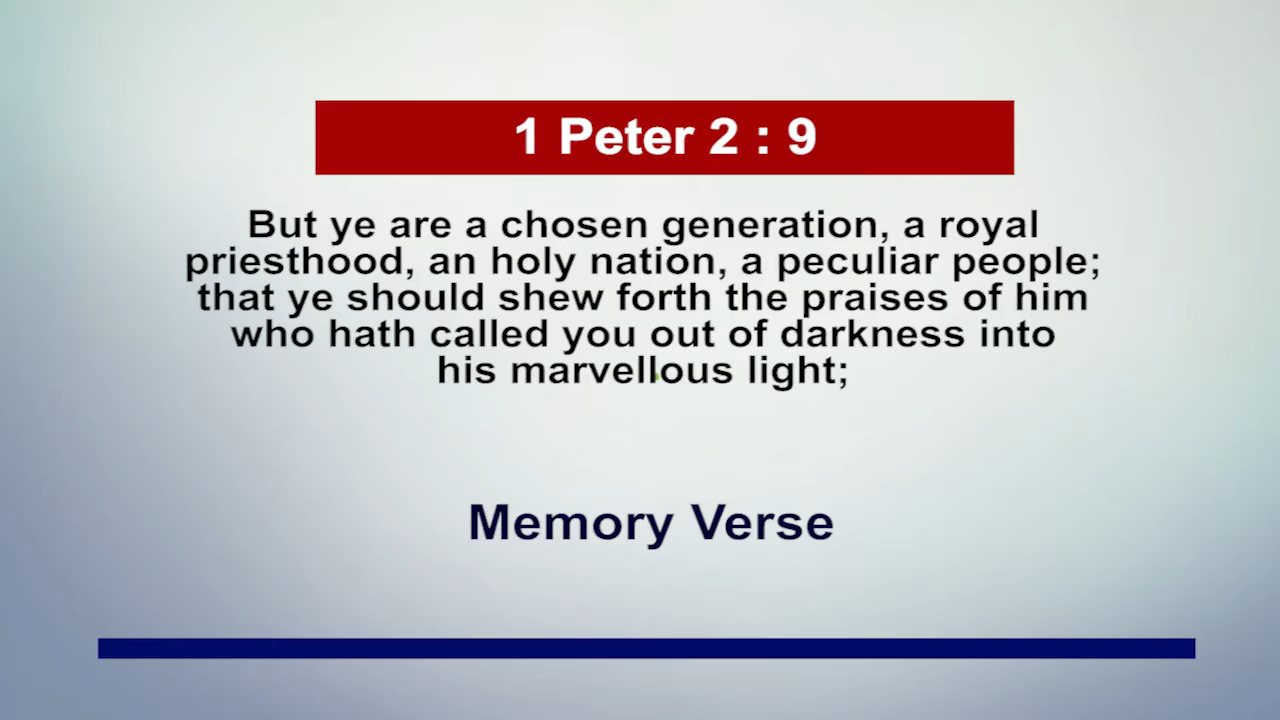 1 Peter 2 : 9
But ye are a chosen generation, a royal
priesthood, an holy nation, a peculiar people;
that ye should shew forth the praises of him
who hath called you out of darkness into
his marvellous light;
Memory Verse